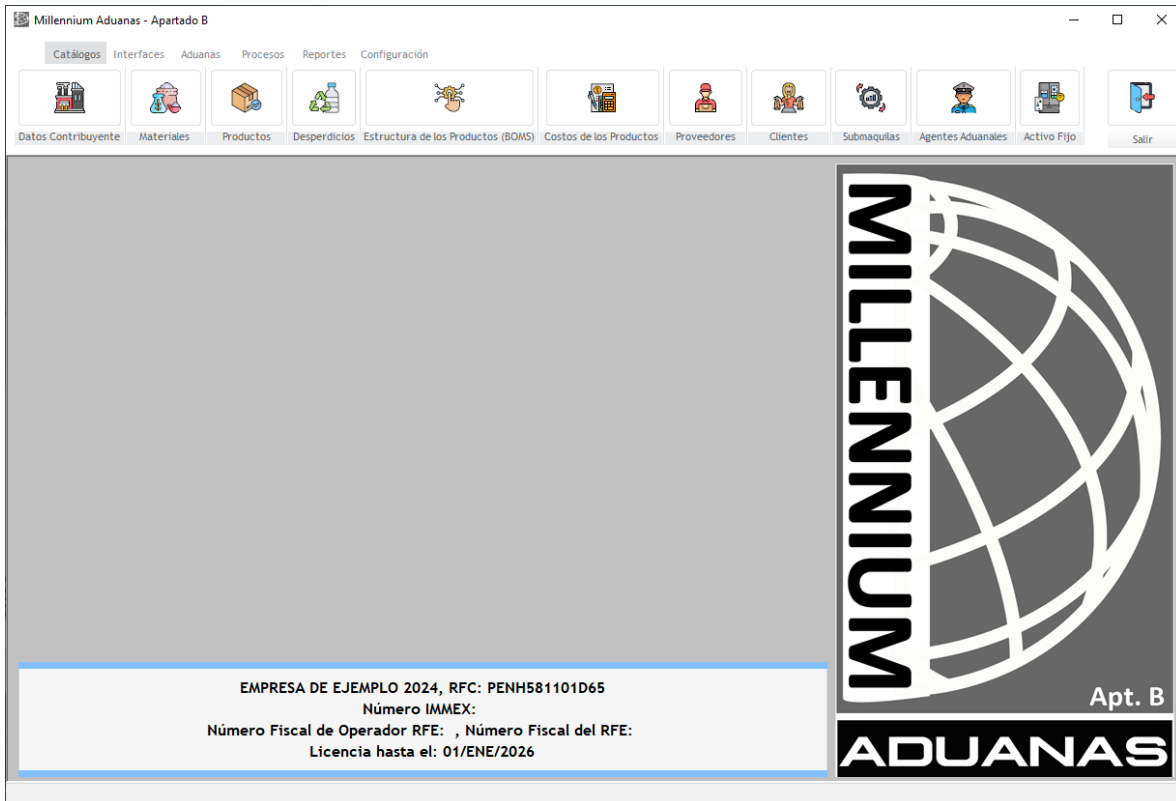 Millennium Aduanas - Apartado B
Catálogos Interfaces Aduanas Procesos Reportes Configuración
Datos Contribuyente Materiales Productos Desperdicios Estructura de los Productos (BOMS) Costos de los Productos Proveedores Clientes Submaquilas Agentes Aduanales Activo Fijo Salir
MILLENNIUM
Apt. B
ADUANAS
EMPRESA DE EJEMPLO 2024, RFC: PENH581101D65
Número IMMEX:
Número Fiscal de Operador RFE: , Número Fiscal del RFE:
Licencia hasta el: 01/ENE/2026